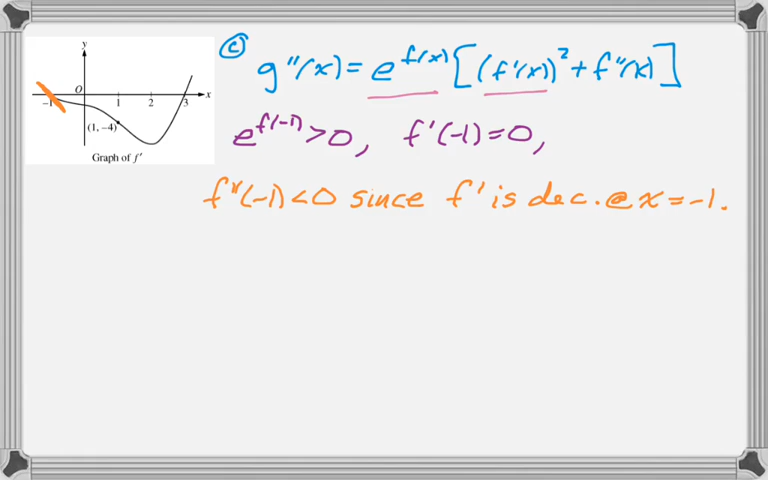 (c)
g''(x) = e^{f(x)} [(f'(x))^2 + f''(x)]
y
O
x
-1 1 2 3
(1, −4)
Graph of f'
e^{f(-1)} > 0, f'(-1) = 0,
f''(-1) < 0 since f' is dec. @ x = -1.